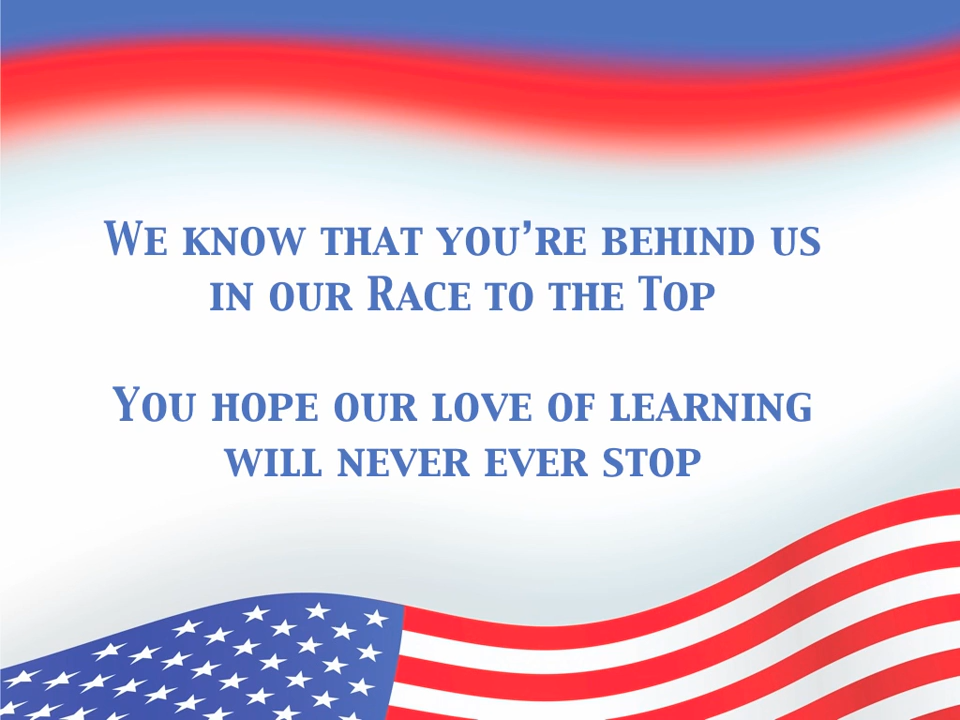 We know that you're behind us
in our Race to the Top
You hope our love of learning
will never ever stop